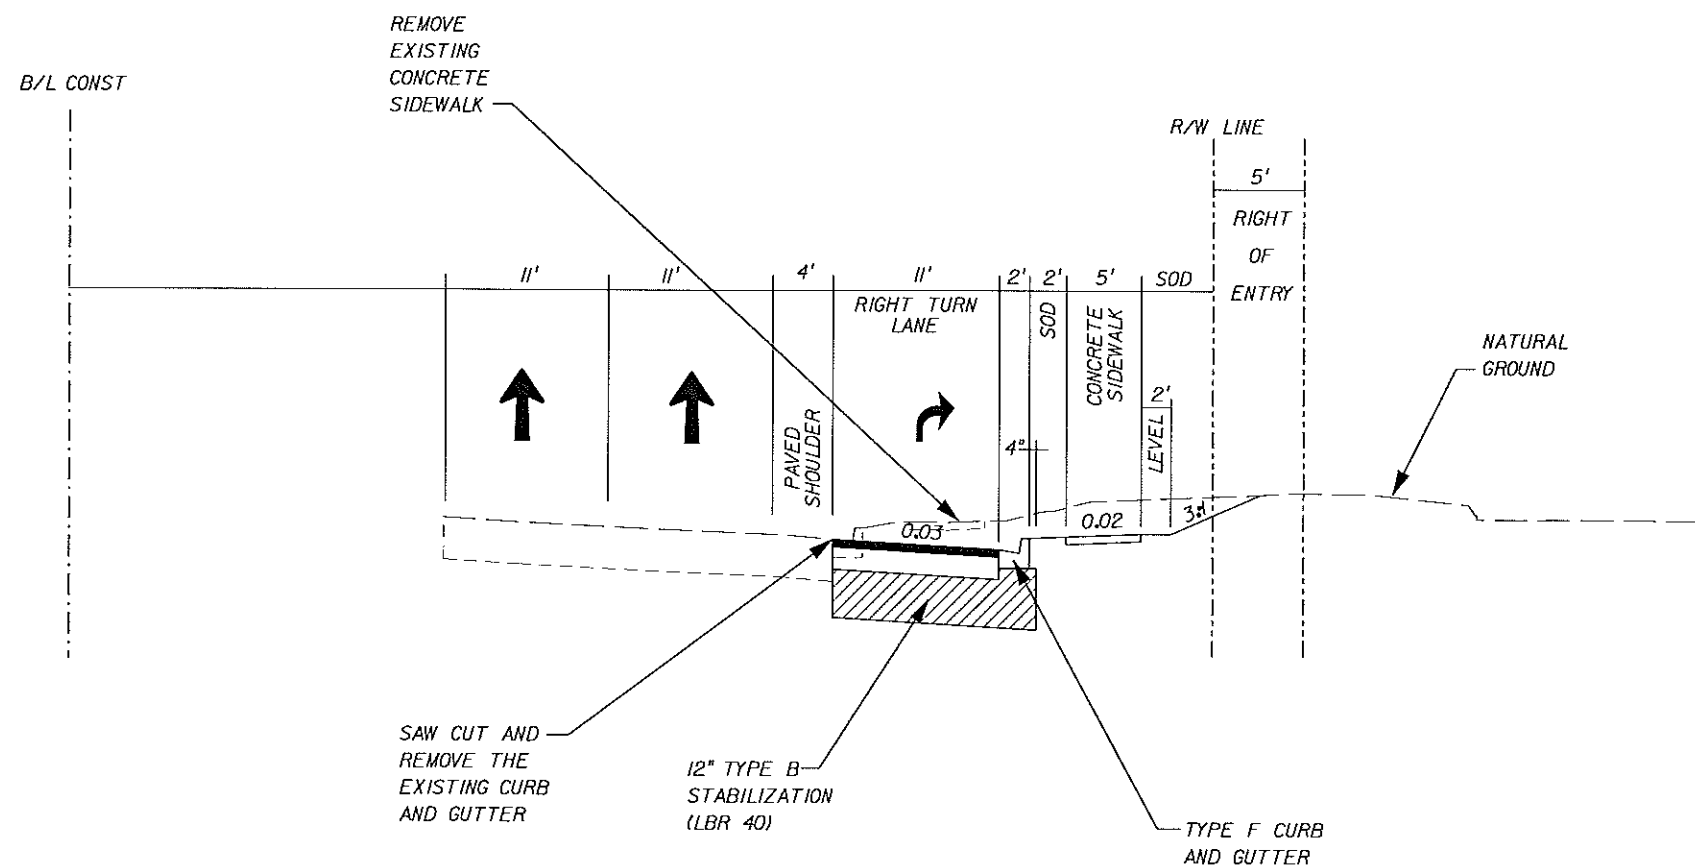 REMOVE
EXISTING
CONCRETE
SIDEWALK
B/L CONST
R/W LINE
5'
RIGHT
OF
ENTRY
11'
11'
4'
11'
2'
2'
5'
SOD
RIGHT TURN
LANE
SOD
CONCRETE
SIDEWALK
NATURAL
GROUND
2'
LEVEL
PAVED
SHOULDER
4"
0.03
0.02
3:1
SAW CUT AND
REMOVE THE
EXISTING CURB
AND GUTTER
12" TYPE B
STABILIZATION
(LBR 40)
TYPE F CURB
AND GUTTER